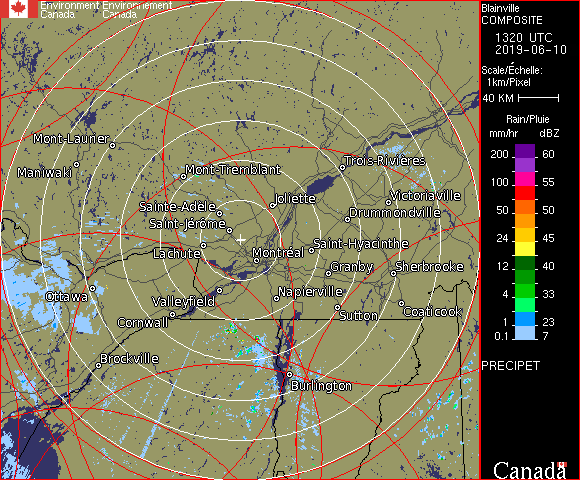 Environment Environnement
Canada Canada
Blainville
COMPOSITE
1320 UTC
2019-06-10
Scale/Échelle:
1km/Pixel
40 KM
Rain/Pluie
mm/hr dBZ
200 60
100 55
50 50
24 45
12 40
4 33
1 23
0.1 7
PRECIPET
Mont-Laurier
Maniwaki
Mont-Tremblant
Trois-Rivières
Joliette
Victoriaville
Sainte-Adèle
Drummondville
Saint-Jérôme
Lachute
Montréal
Saint-Hyacinthe
Granby
Sherbrooke
Ottawa
Valleyfield
Napierville
Cornwall
Sutton
Coaticook
Brockville
Burlington
Canada